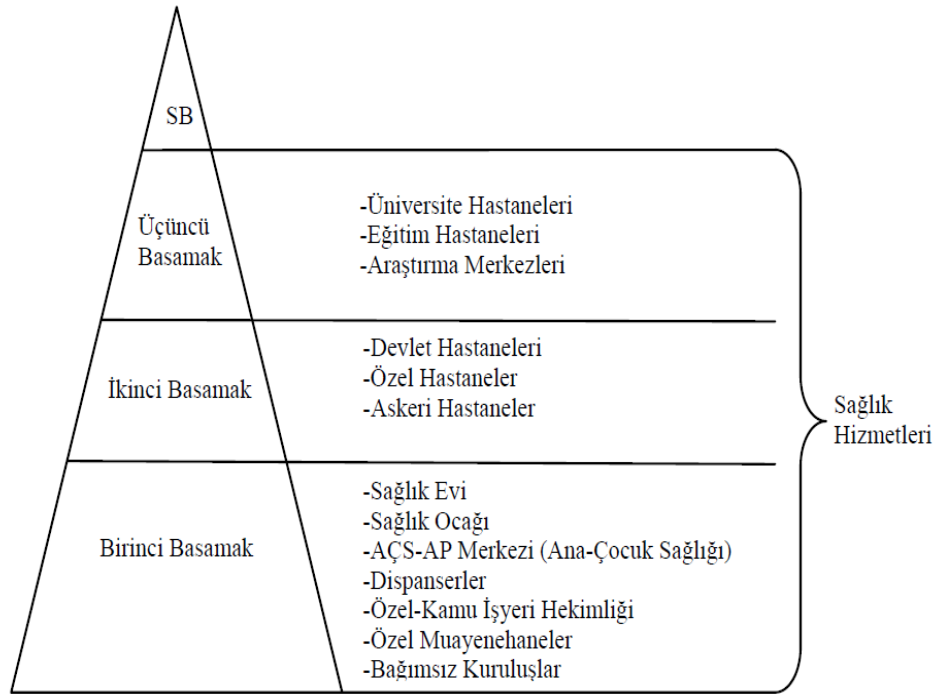 SB
Üçüncü
Basamak
-Üniversite Hastaneleri
-Eğitim Hastaneleri
-Araştırma Merkezleri
İkinci Basamak
-Devlet Hastaneleri
-Özel Hastaneler
-Askeri Hastaneler
Birinci Basamak
-Sağlık Evi
-Sağlık Ocağı
-AÇS-AP Merkezi (Ana-Çocuk Sağlığı)
-Dispanserler
-Özel-Kamu İşyeri Hekimliği
-Özel Muayenehaneler
-Bağımsız Kuruluşlar
Sağlık
Hizmetleri